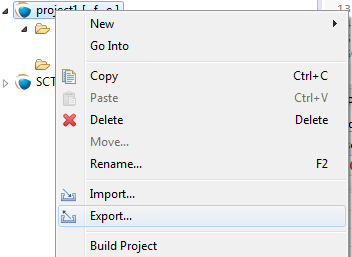 project1 [
New
Go Into
Copy Ctrl+C
Paste Ctrl+V
Delete Delete
Move...
Rename... F2
Import...
Export...
Build Project
SCT
13